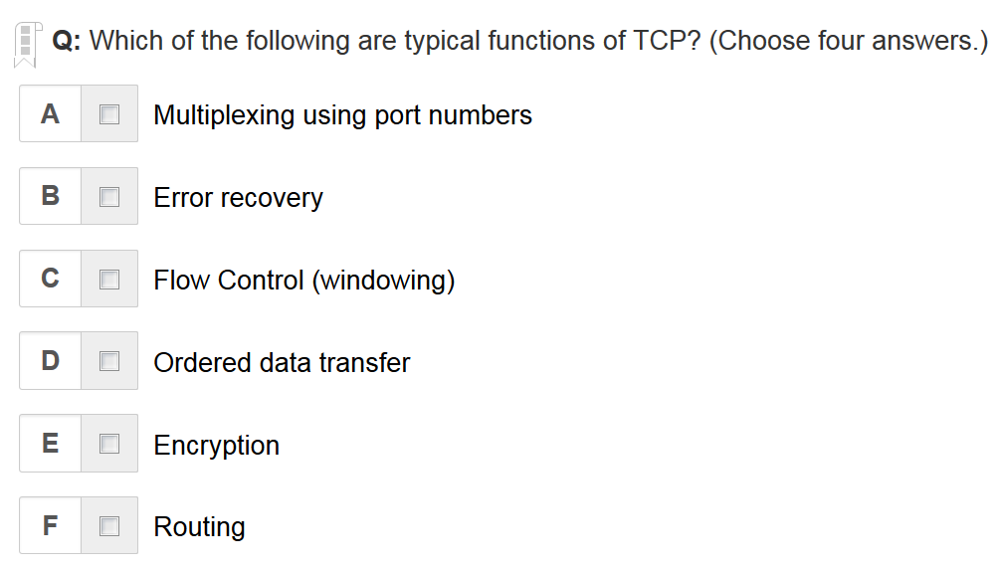 Q: Which of the following are typical functions of TCP? (Choose four answers.)
A Multiplexing using port numbers
B Error recovery
C Flow Control (windowing)
D Ordered data transfer
E Encryption
F Routing